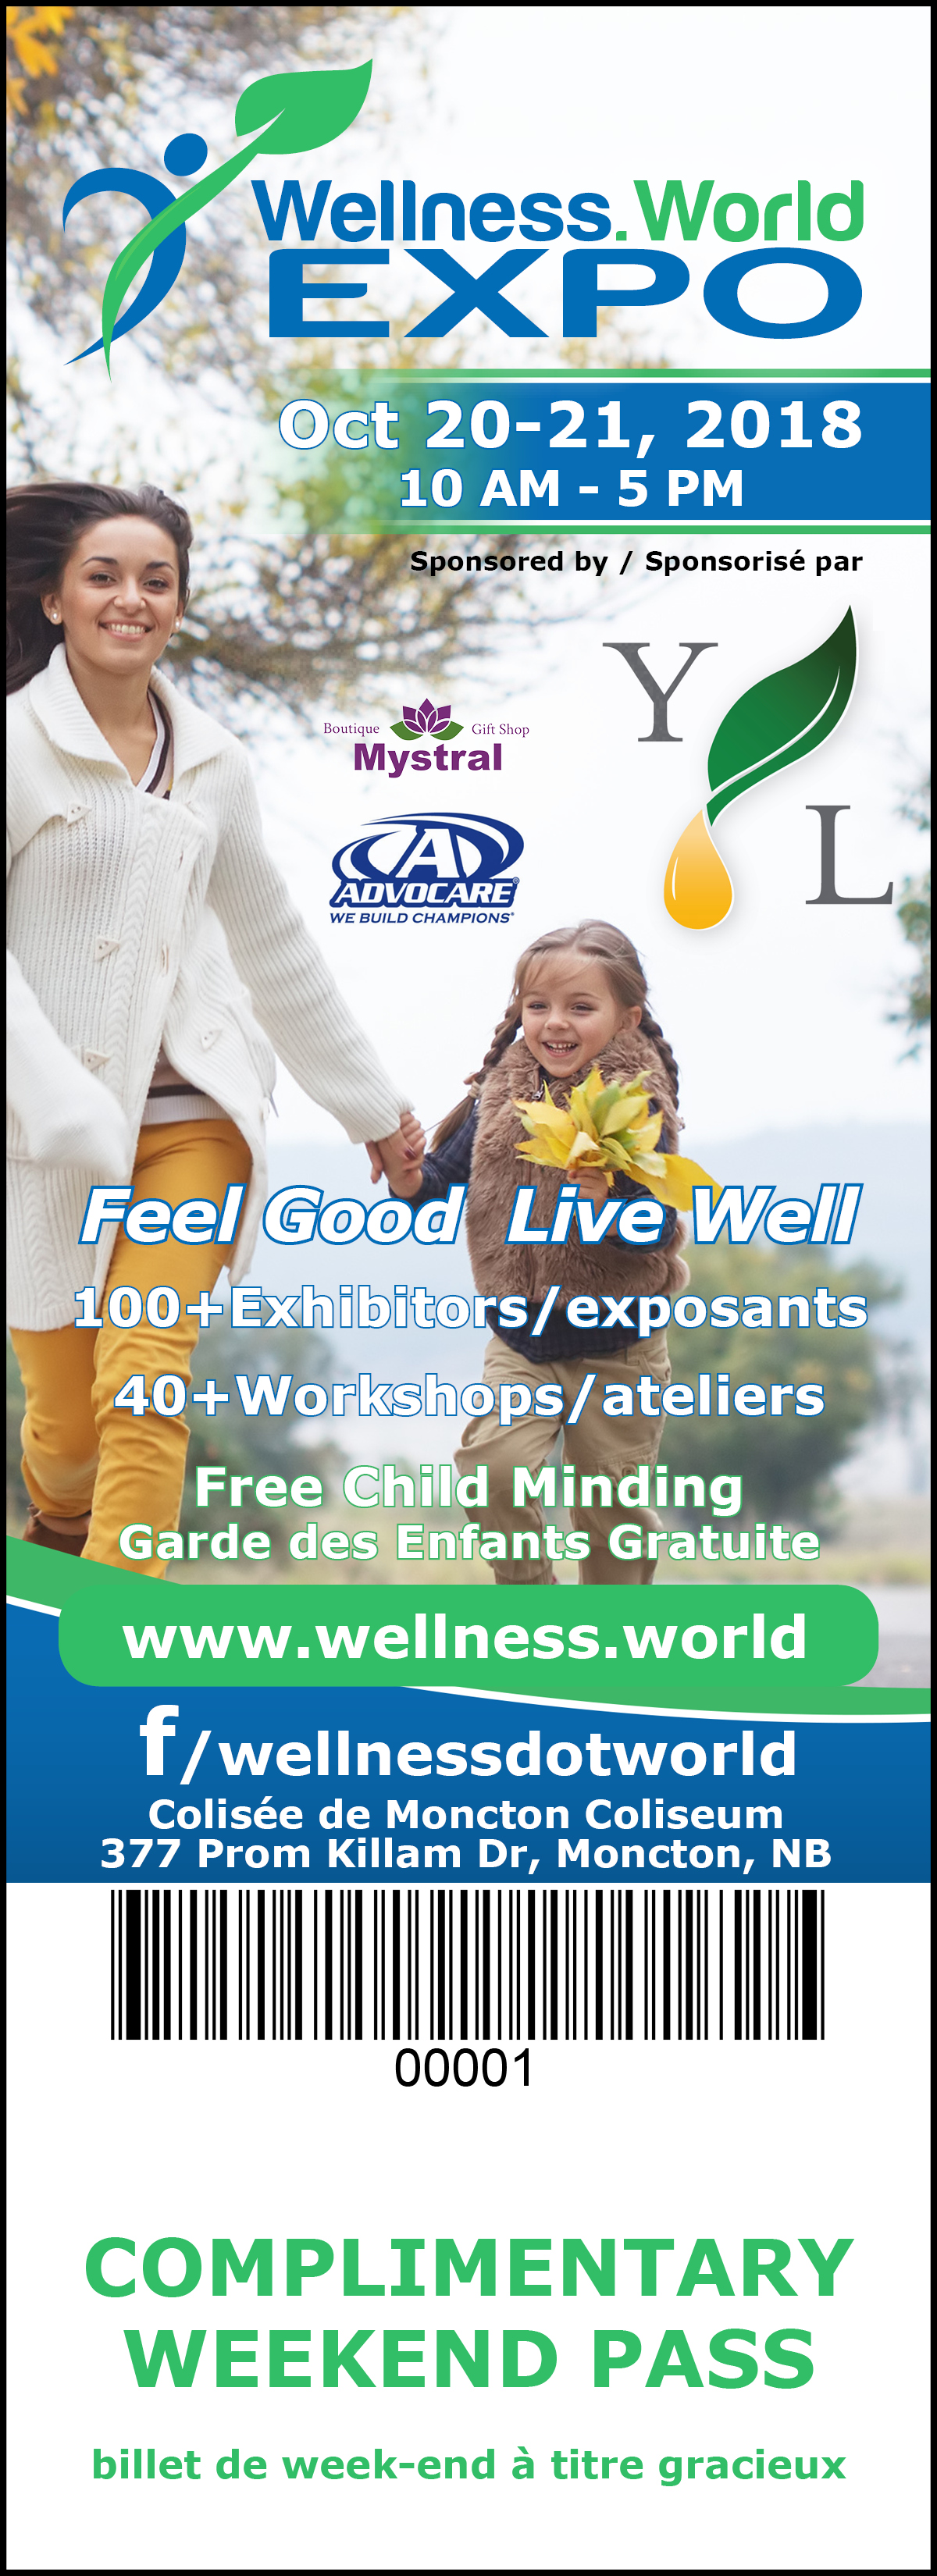 Wellness.World
EXPO
Oct 20-21, 2018
10 AM - 5 PM
Sponsored by / Sponsorisé par
Y
L
Boutique Gift Shop
Mystral
A
ADVOCARE®
WE BUILD CHAMPIONS®
Feel Good  Live Well
100+Exhibitors/exposants
40+Workshops/ateliers
Free Child Minding
Garde des Enfants Gratuite
www.wellness.world
f/wellnessdotworld
Colisée de Moncton Coliseum
377 Prom Killam Dr, Moncton, NB
00001
COMPLIMENTARY
WEEKEND PASS
billet de week-end à titre gracieux